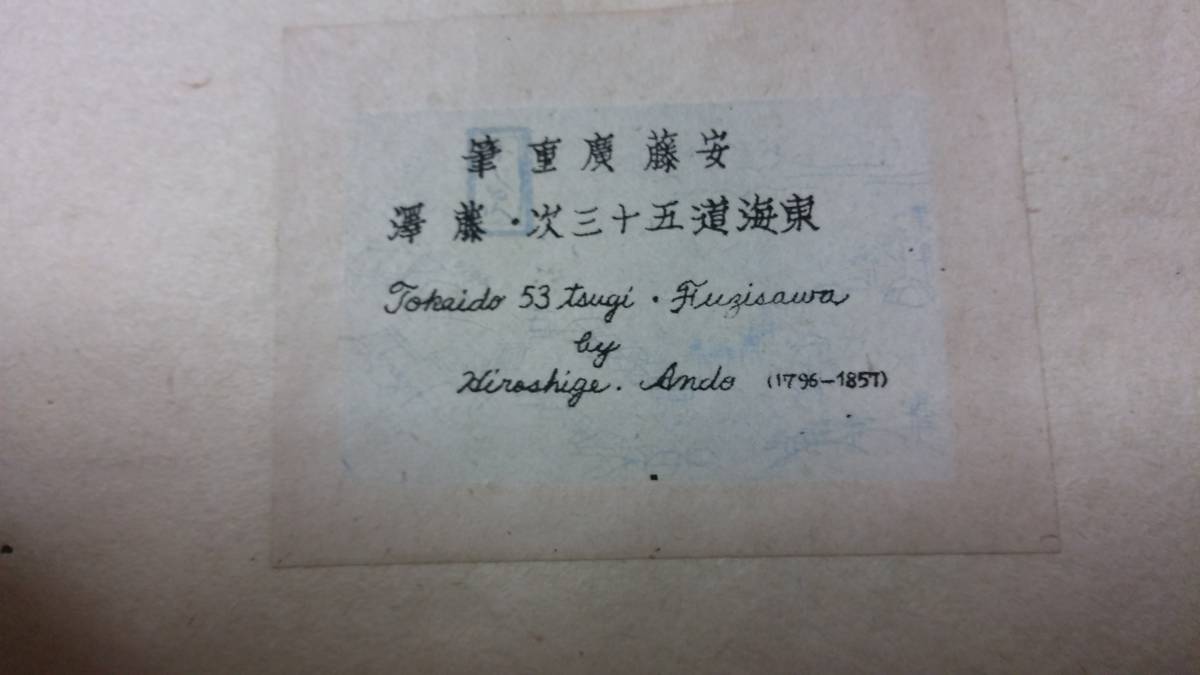 安藤廣重筆
東海道五十三次・藤澤
Tokaido 53 tsugi・Fuzisawa
by
Hiroshige. Ando (1796–1857)